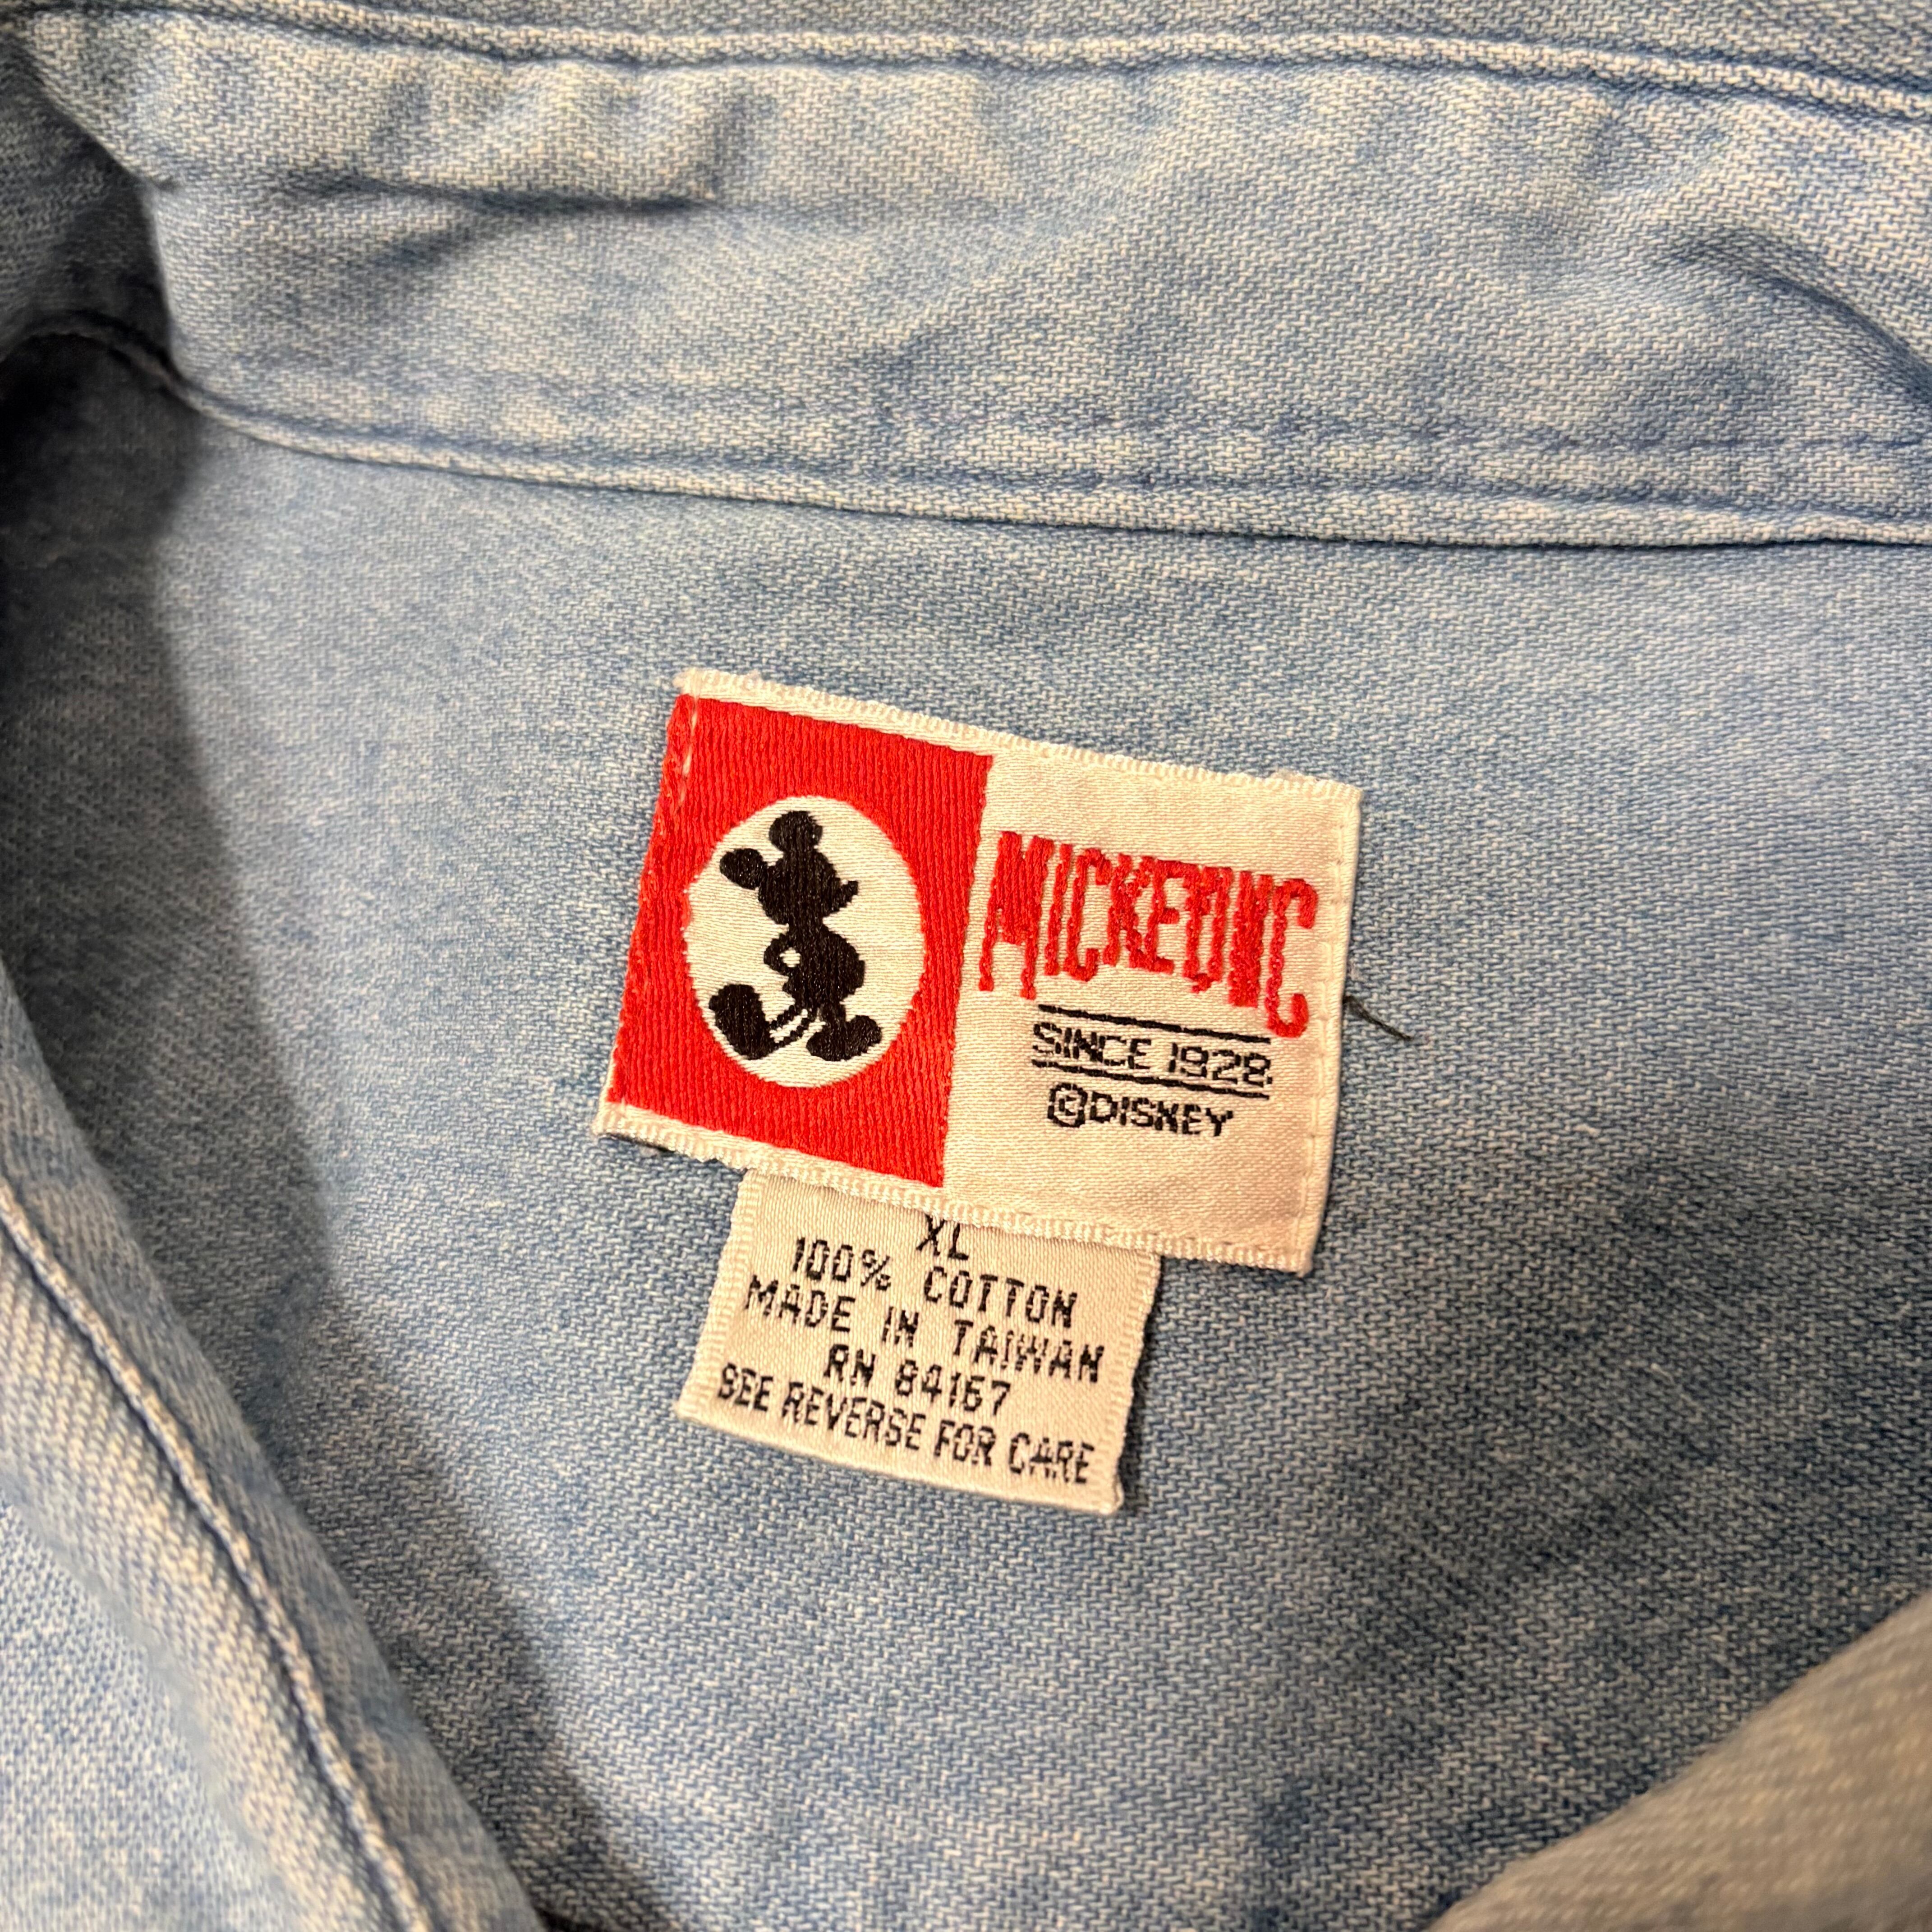 MICKEY, INC
SINCE 1928
©DISNEY
XL
100% COTTON
MADE IN TAIWAN
RN 84167
SEE REVERSE FOR CARE